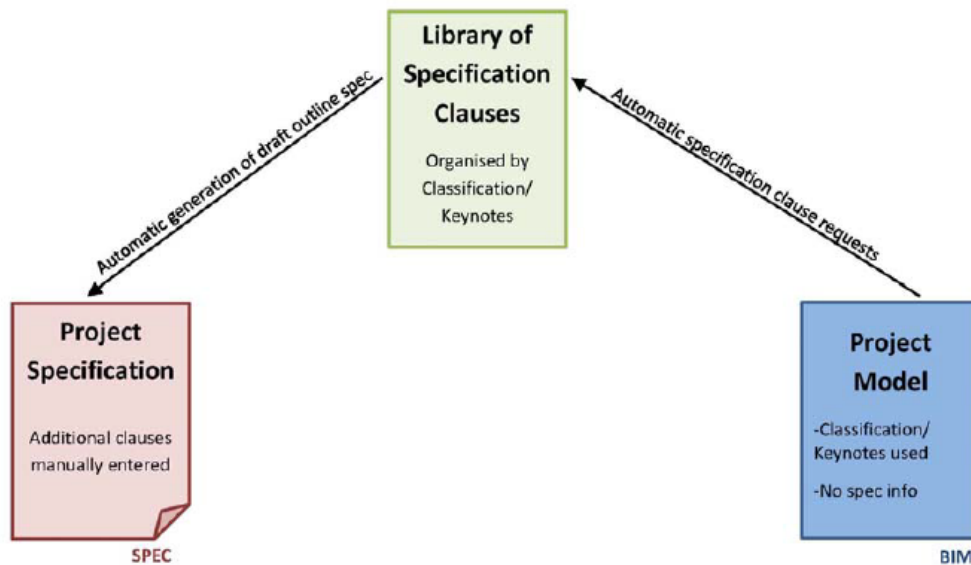 Library of
Specification
Clauses
Organised by
Classification/
Keynotes
Automatic generation of draft outline spec
Automatic specification clause requests
Project
Specification
Additional clauses
manually entered
SPEC
Project
Model
-Classification/
Keynotes used
-No spec info
BIM